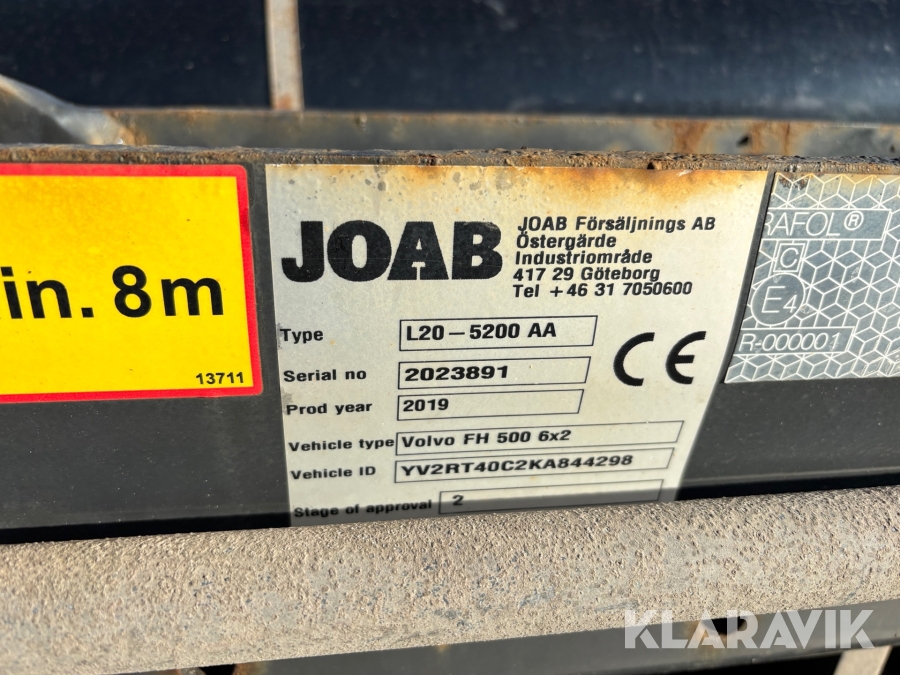 in. 8m
13711
JOAB
JOAB Försäljnings AB
Östergärde
Industriområde
417 29 Göteborg
Tel +46 31 7050600
Type L20-5200 AA
Serial no 2023891
Prod year 2019
Vehicle type Volvo FH 500 6x2
Vehicle ID YV2RT40C2KA844298
Stage of approval 2
CE
RAFOL®
C
E4
R-000001
KLARAVIK